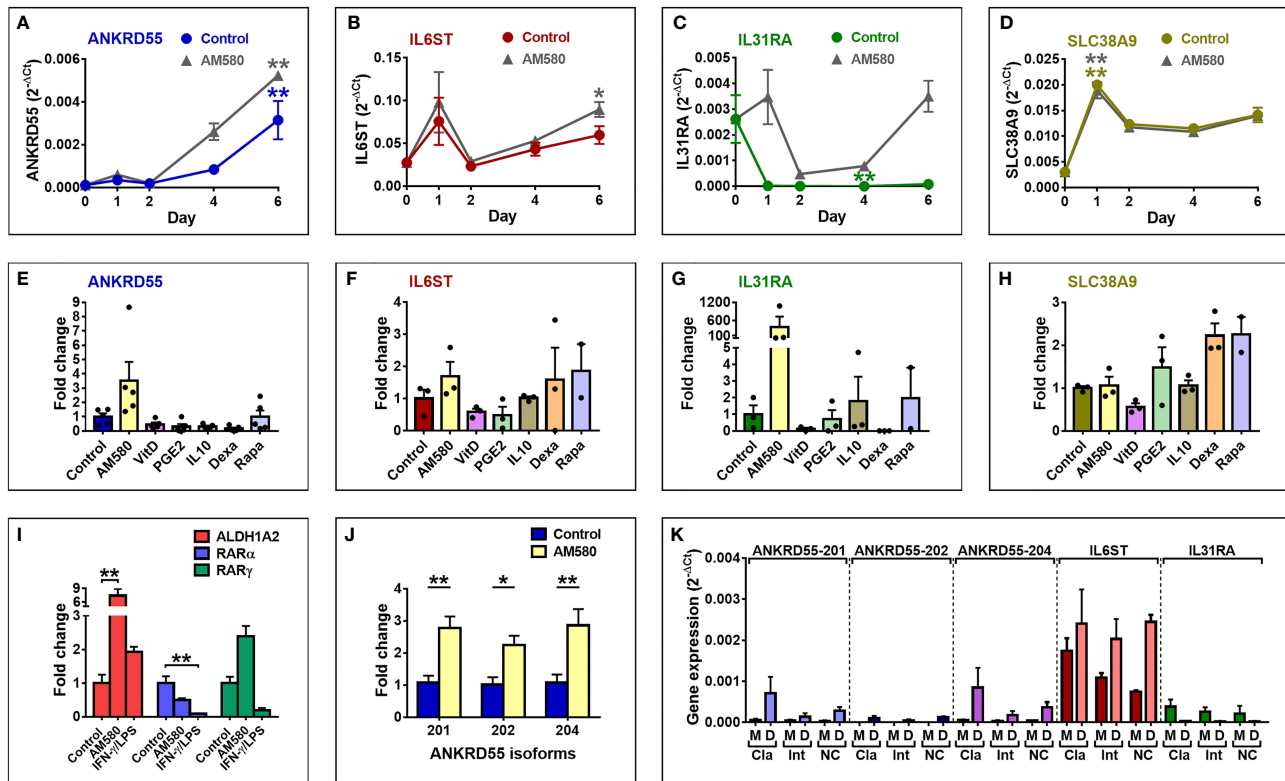 A
ANKRD55
Control
AM580
ANKRD55 (2^-ΔCt)
0.006
0.004
0.002
0.000
**
**
0 1 2 4 6
Day
B
IL6ST
Control
AM580
IL6ST (2^-ΔCt)
0.15
0.10
0.05
0.00
*
0 1 2 4 6
Day
C
IL31RA
Control
AM580
IL31RA (2^-ΔCt)
0.005
0.004
0.003
0.002
0.001
0.000
**
0 1 2 4 6
Day
D
SLC38A9
Control
AM580
SLC38A9 (2^-ΔCt)
0.025
0.020
0.015
0.010
0.005
0.000
**
**
0 1 2 4 6
Day
E
ANKRD55
Fold change
9
8
7
6
5
4
3
2
1
0
Control AM580 VitD PGE2 IL10 Dexa Rapa
F
IL6ST
Fold change
4
3
2
1
0
Control AM580 VitD PGE2 IL10 Dexa Rapa
G
IL31RA
Fold change
1200
600
100
5
4
3
2
1
0
Control AM580 VitD PGE2 IL10 Dexa Rapa
H
SLC38A9
Fold change
4
3
2
1
0
Control AM580 VitD PGE2 IL10 Dexa Rapa
I
ALDH1A2
RARα
RARγ
Fold change
9
6
3
2
1
0
**
**
Control AM580 IFN-γ/LPS Control AM580 IFN-γ/LPS Control AM580 IFN-γ/LPS
J
Control
AM580
Fold change
4
3
2
1
0
** * **
201 202 204
ANKRD55 isoforms
K
ANKRD55-201 ANKRD55-202 ANKRD55-204 IL6ST IL31RA
Gene expression (2^-ΔCt)
0.004
0.003
0.002
0.001
0.000
M D M D M D M D M D M D M D M D M D M D M D M D M D M D M D
Cla Int NC Cla Int NC Cla Int NC Cla Int NC Cla Int NC